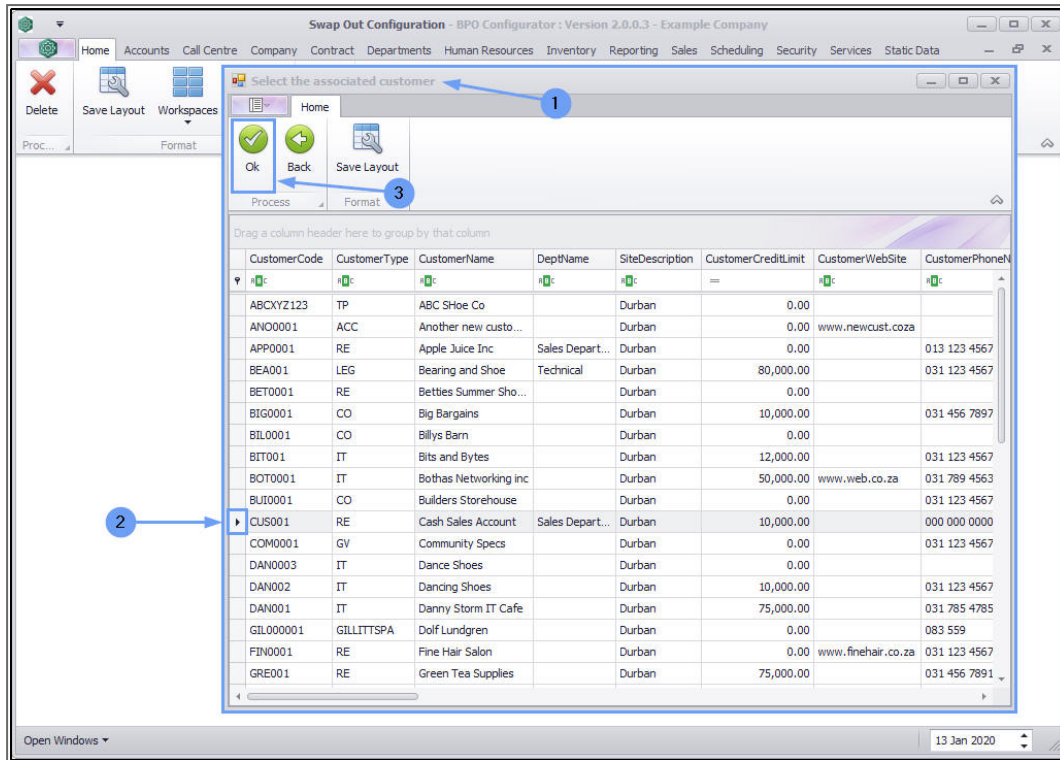 Swap Out Configuration - BPO Configurator : Version 2.0.0.3 - Example Company
Home Accounts Call Centre Company Contract Departments Human Resources Inventory Reporting Sales Scheduling Security Services Static Data
Delete Save Layout Workspaces
Proc... Format
Select the associated customer
1
Home
Ok Back Save Layout
3
Process Format
Drag a column header here to group by that column
CustomerCode CustomerType CustomerName DeptName SiteDescription CustomerCreditLimit CustomerWebSite CustomerPhoneN
ABCXYZ123 TP ABC SHoe Co Durban 0.00
ANO0001 ACC Another new custo... Durban 0.00 www.newcust.coza
APP0001 RE Apple Juice Inc Sales Depart... Durban 0.00 013 123 4567
BEA001 LEG Bearing and Shoe Technical Durban 80,000.00 031 123 4567
BET0001 RE Betties Summer Sho... Durban 0.00
BIG0001 CO Big Bargains Durban 10,000.00 031 456 7897
BIL0001 CO Billys Barn Durban 0.00
BIT001 IT Bits and Bytes Durban 12,000.00 031 123 4567
BOT0001 IT Bothas Networking inc Durban 50,000.00 www.web.co.za 031 789 4563
BUI0001 CO Builders Storehouse Durban 0.00 031 123 4567
2 CUS001 RE Cash Sales Account Sales Depart... Durban 10,000.00 000 000 0000
COM0001 GV Community Specs Durban 0.00 031 123 4567
DAN0003 IT Dance Shoes Durban 0.00
DAN002 IT Dancing Shoes Durban 10,000.00 031 123 4567
DAN001 IT Danny Storm IT Cafe Durban 75,000.00 031 785 4785
GIL000001 GILLITTSPA Dolf Lundgren Durban 0.00 083 559
FIN0001 RE Fine Hair Salon Durban 0.00 www.finehair.co.za 031 123 4567
GRE001 RE Green Tea Supplies Durban 75,000.00 031 456 7891
Open Windows 13 Jan 2020